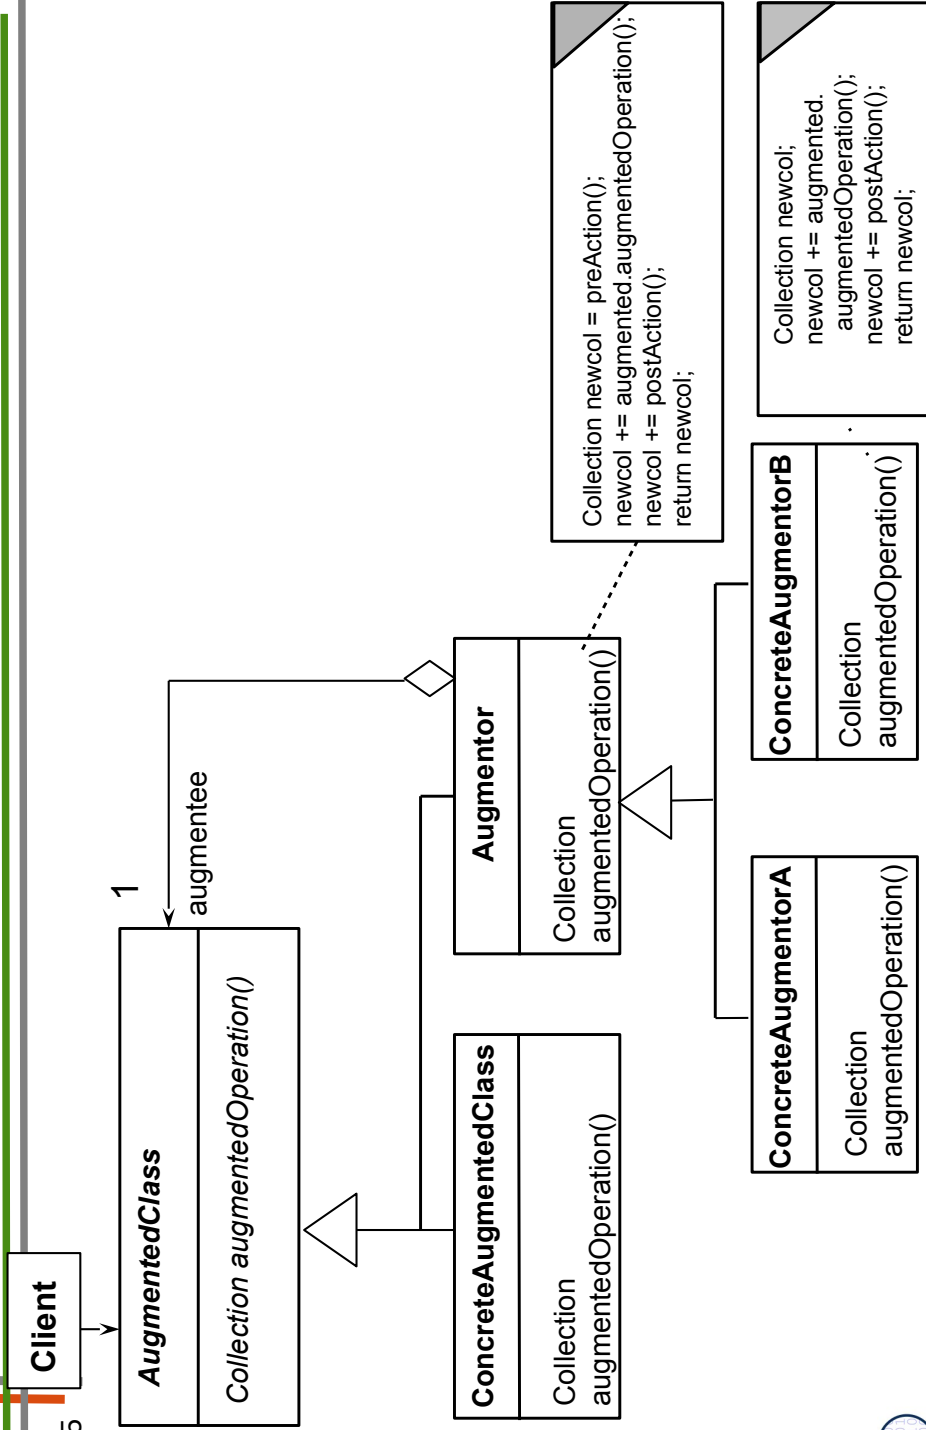 Client
AugmentedClass
Collection augmentedOperation()
1
augmentee
ConcreteAugmentedClass
Collection
augmentedOperation()
Augmentor
Collection
augmentedOperation()
Collection newcol = preAction();
newcol += augmented.augmentedOperation();
newcol += postAction();
return newcol;
ConcreteAugmentorA
Collection
augmentedOperation()
ConcreteAugmentorB
Collection
augmentedOperation()
Collection newcol;
newcol += augmented.
augmentedOperation();
newcol += postAction();
return newcol;